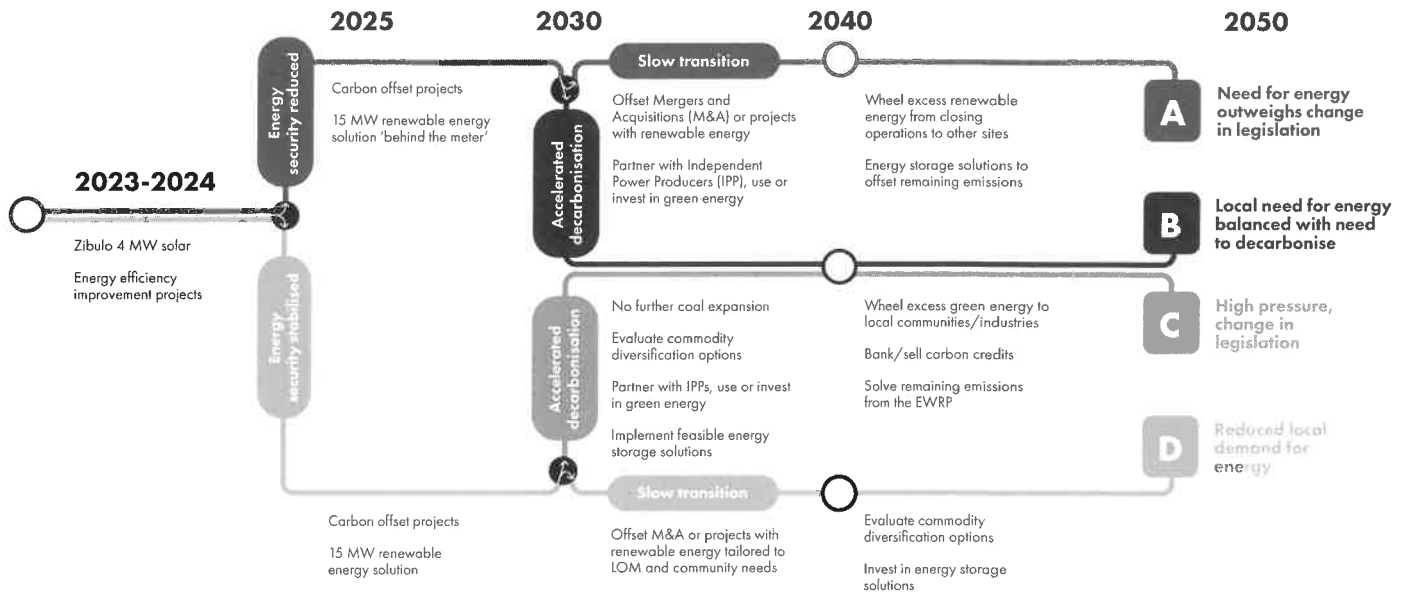 2025
2030
2040
2050
2023-2024
Zibulo 4 MW solar
Energy efficiency
improvement projects
Energy
security reduced
Energy
security stabilised
Carbon offset projects
15 MW renewable energy
solution ‘behind the meter’
Carbon offset projects
15 MW renewable
energy solution
Accelerated
decarbonisation
Accelerated
decarbonisation
Slow transition
Offset Mergers and
Acquisitions (M&A) or projects
with renewable energy
Partner with Independent
Power Producers (IPP), use or
invest in green energy
No further coal expansion
Evaluate commodity
diversification options
Partner with IPPs, use or invest
in green energy
Implement feasible energy
storage solutions
Slow transition
Offset M&A or projects with
renewable energy tailored to
LOM and community needs
Wheel excess renewable
energy from closing
operations to other sites
Energy storage solutions to
offset remaining emissions
Wheel excess green energy to
local communities/industries
Bank/sell carbon credits
Solve remaining emissions
from the EWRP
Evaluate commodity
diversification options
Invest in energy storage
solutions
A
Need for energy
outweighs change
in legislation
B
Local need for energy
balanced with need
to decarbonise
C
High pressure,
change in
legislation
D
Reduced local
demand for
energy